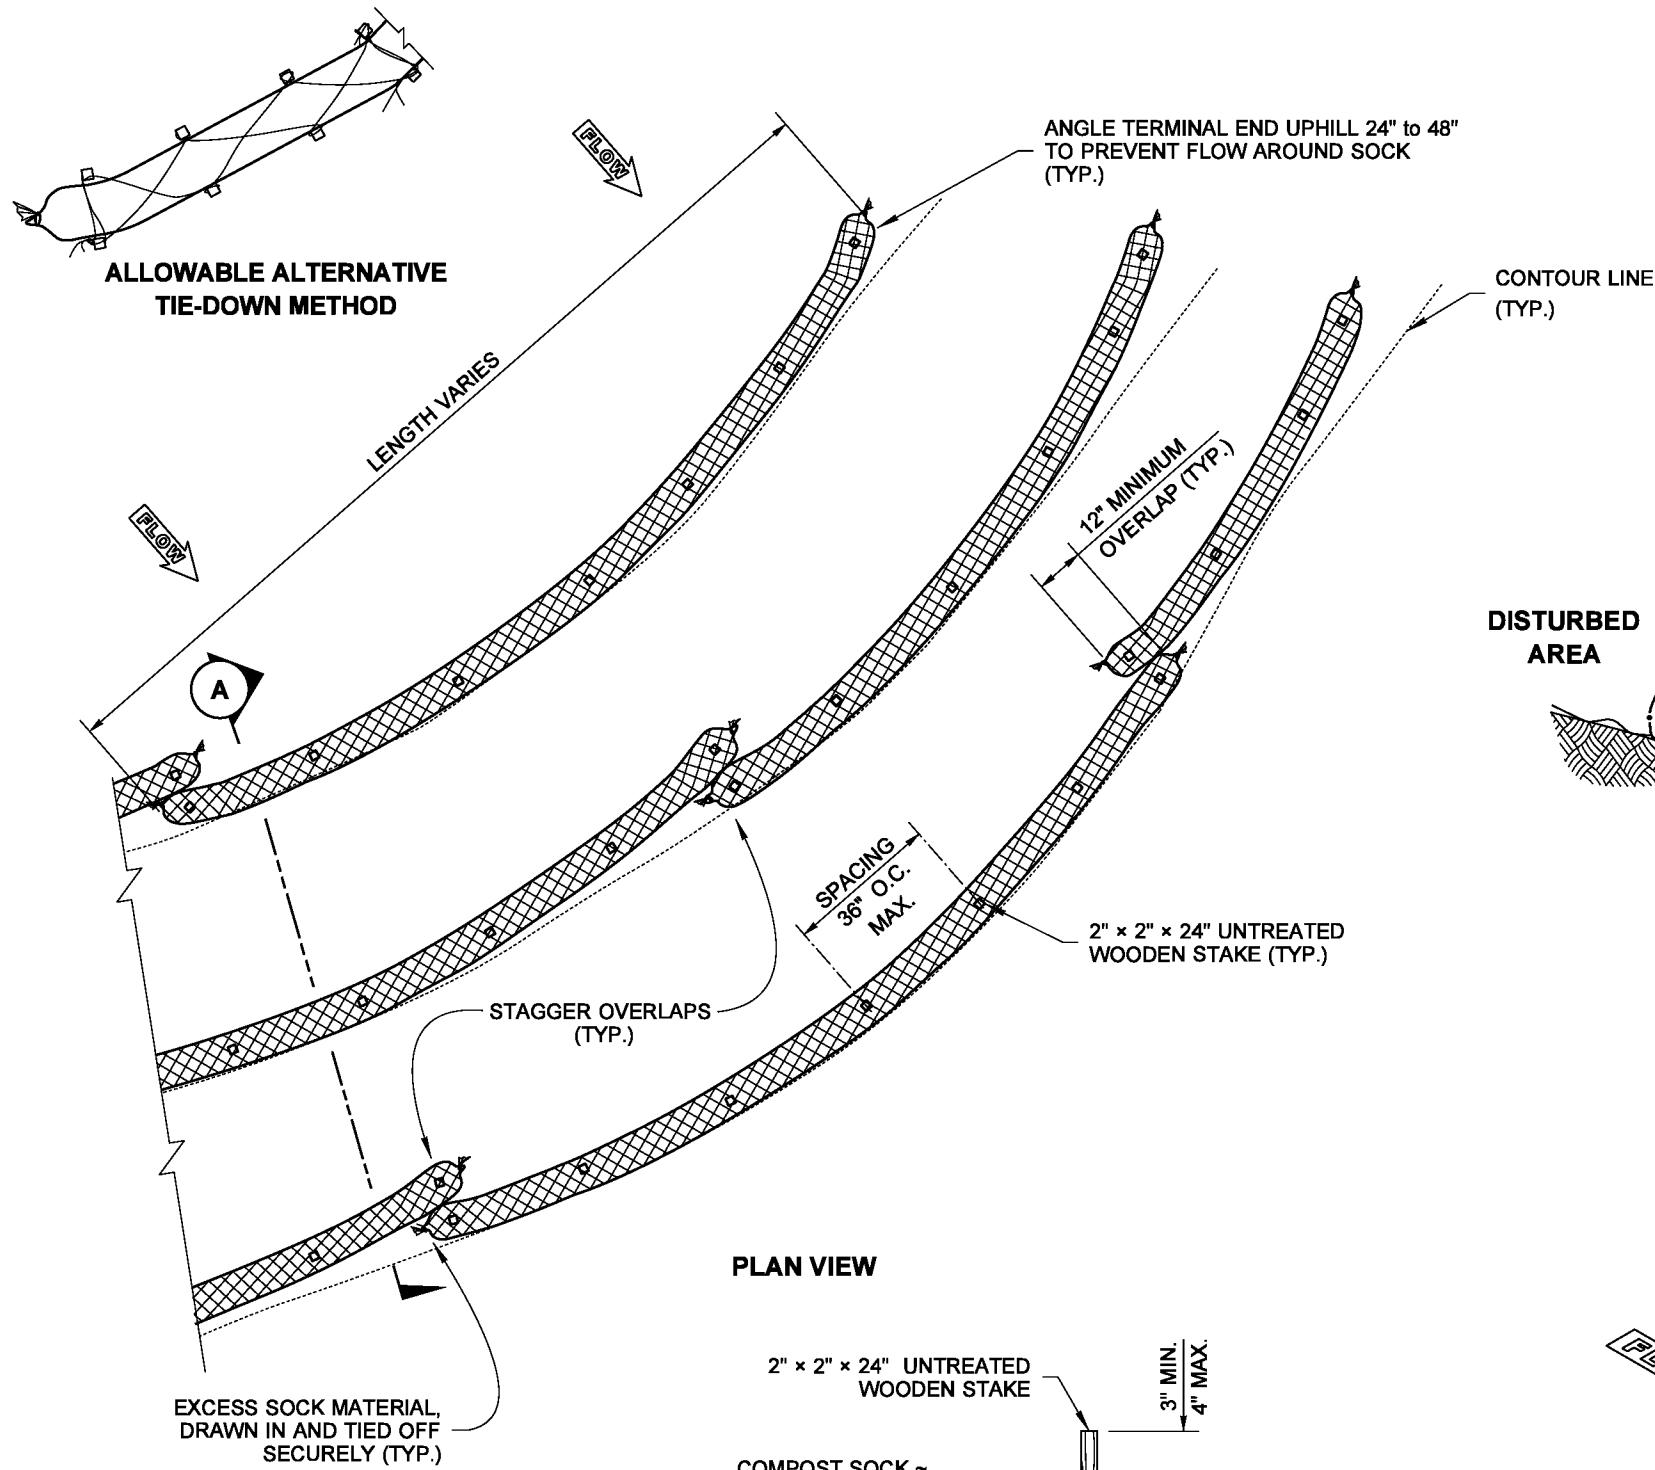 ALLOWABLE ALTERNATIVE
TIE-DOWN METHOD
FLOW
ANGLE TERMINAL END UPHILL 24" to 48"
TO PREVENT FLOW AROUND SOCK
(TYP.)
CONTOUR LINE
(TYP.)
LENGTH VARIES
12" MINIMUM
OVERLAP (TYP.)
FLOW
DISTURBED
AREA
A
SPACING
36" O.C.
MAX.
2" × 2" × 24" UNTREATED
WOODEN STAKE (TYP.)
STAGGER OVERLAPS
(TYP.)
PLAN VIEW
EXCESS SOCK MATERIAL,
DRAWN IN AND TIED OFF
SECURELY (TYP.)
2" × 2" × 24" UNTREATED
WOODEN STAKE
3" MIN.
4" MAX.
COMPOST SOCK ~